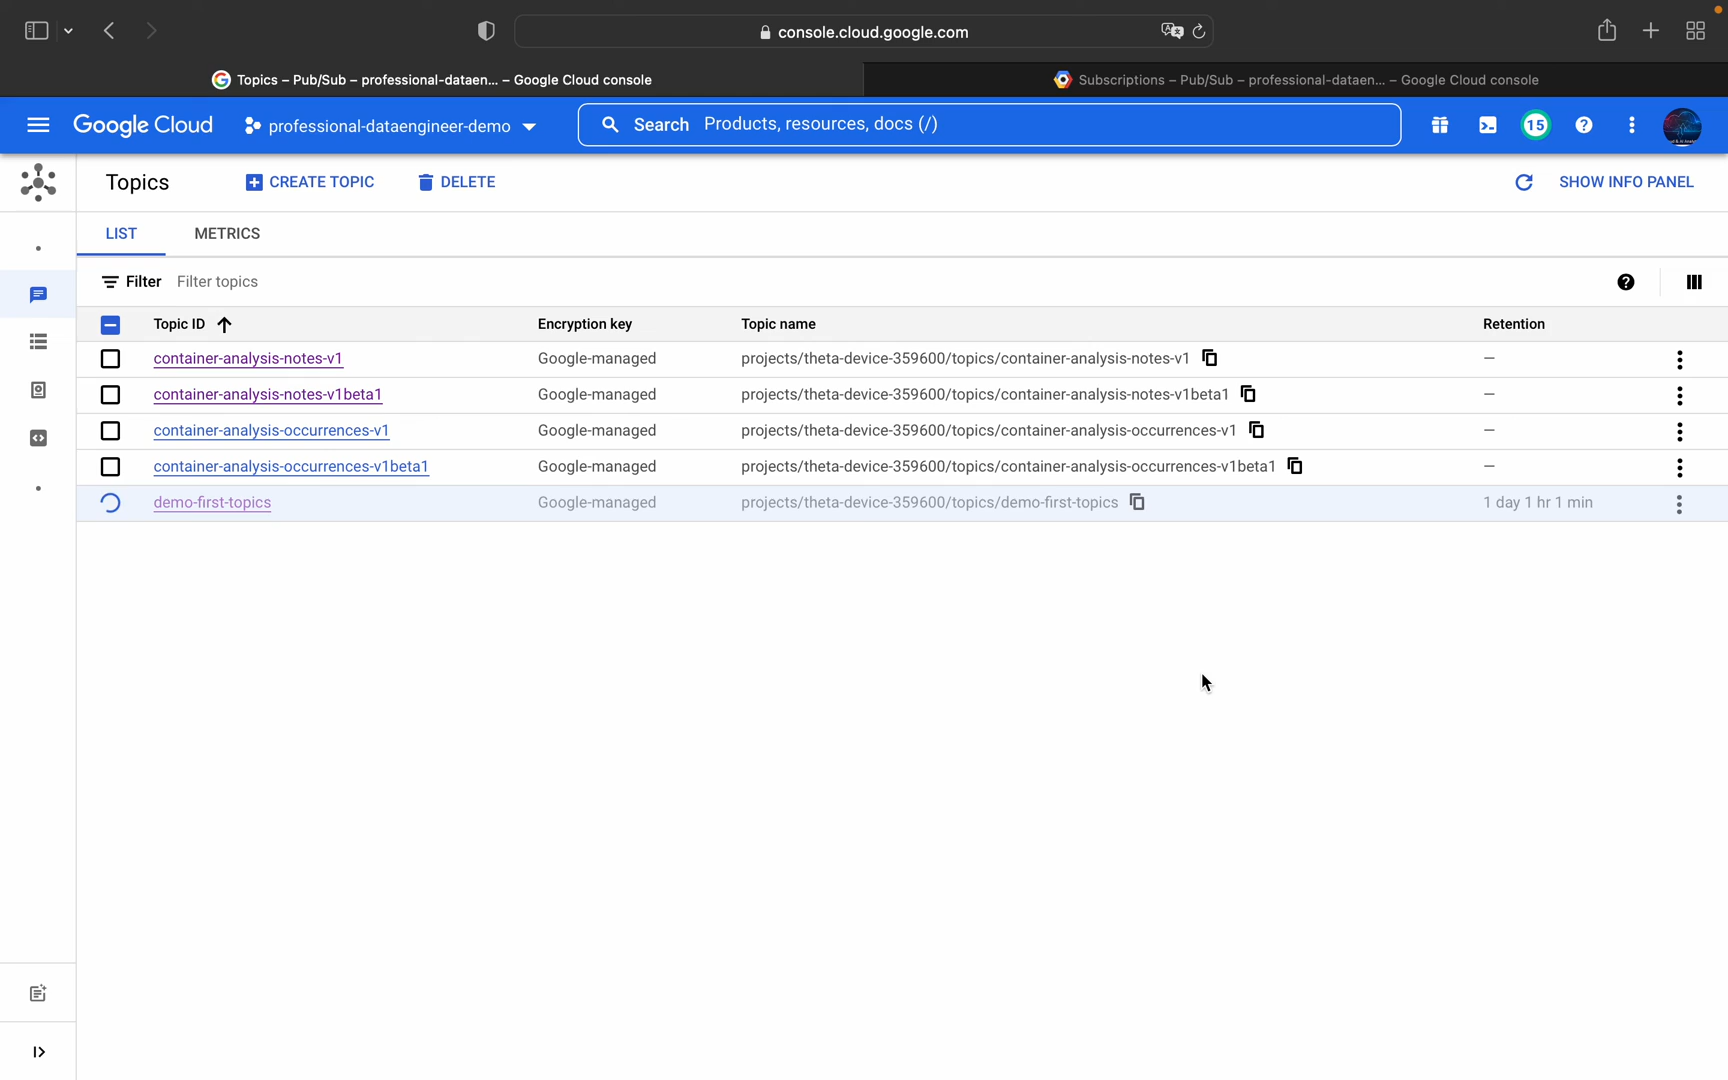 console.cloud.google.com
Topics – Pub/Sub – professional-dataen... – Google Cloud console
Subscriptions – Pub/Sub – professional-dataen... – Google Cloud console
Google Cloud professional-dataengineer-demo Search Products, resources, docs (/) 15
Topics CREATE TOPIC DELETE SHOW INFO PANEL
LIST METRICS
Filter Filter topics
Topic ID Encryption key Topic name Retention
container-analysis-notes-v1 Google-managed projects/theta-device-359600/topics/container-analysis-notes-v1 —
container-analysis-notes-v1beta1 Google-managed projects/theta-device-359600/topics/container-analysis-notes-v1beta1 —
container-analysis-occurrences-v1 Google-managed projects/theta-device-359600/topics/container-analysis-occurrences-v1 —
container-analysis-occurrences-v1beta1 Google-managed projects/theta-device-359600/topics/container-analysis-occurrences-v1beta1 —
demo-first-topics Google-managed projects/theta-device-359600/topics/demo-first-topics 1 day 1 hr 1 min